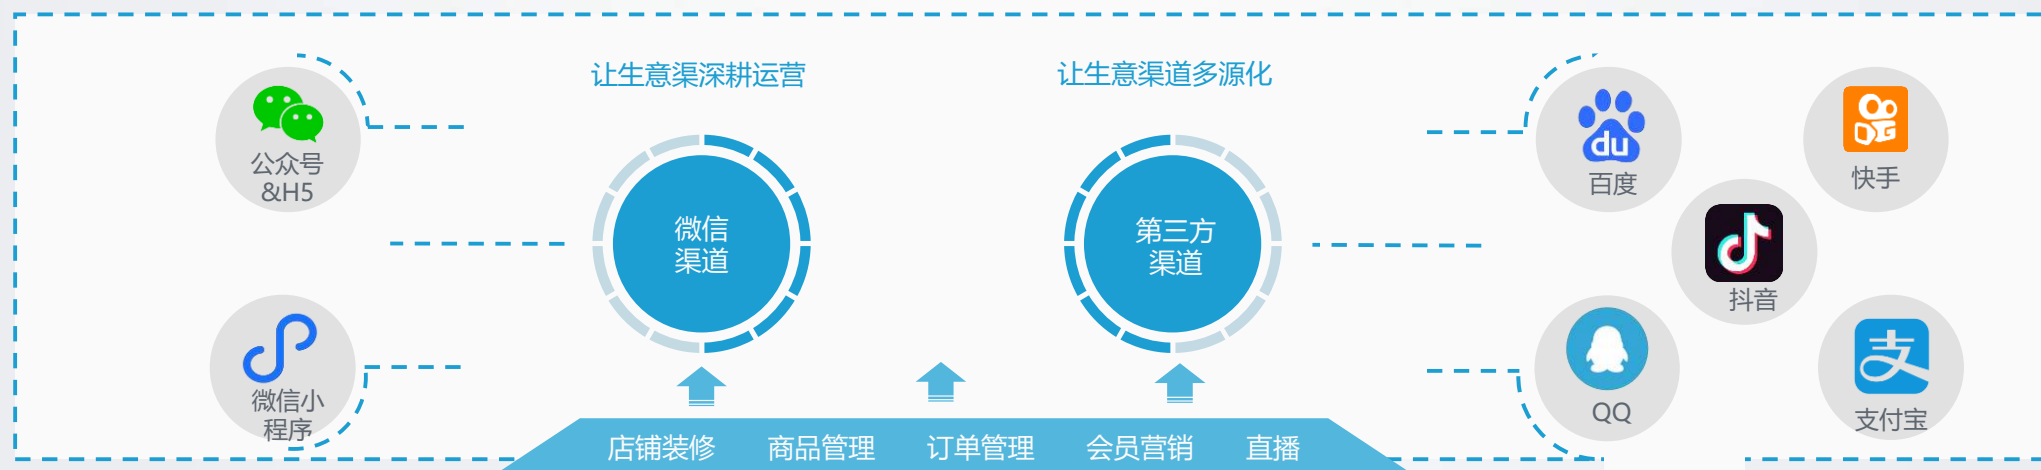 让生意渠深耕运营
让生意渠道多源化
公众号
&H5
微信小
程序
微信
渠道
第三方
渠道
du
百度
快手
抖音
QQ
支
支付宝
店铺装修 商品管理 订单管理 会员营销 直播